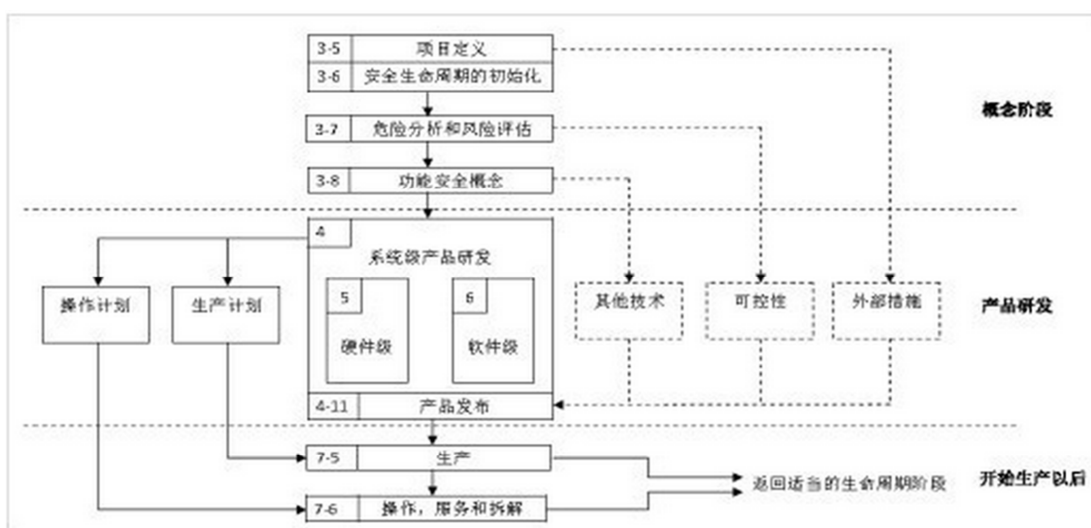 3-5 项目定义
3-6 安全生命周期的初始化
概念阶段
3-7 危险分析和风险评估
3-8 功能安全概念
4
系统级产品研发
操作计划
生产计划
5
硬件级
6
软件级
其他技术
可控性
外部措施
产品研发
4-11 产品发布
7-5 生产
7-6 操作，服务和拆解
返回适当的生命周期阶段
开始生产以后